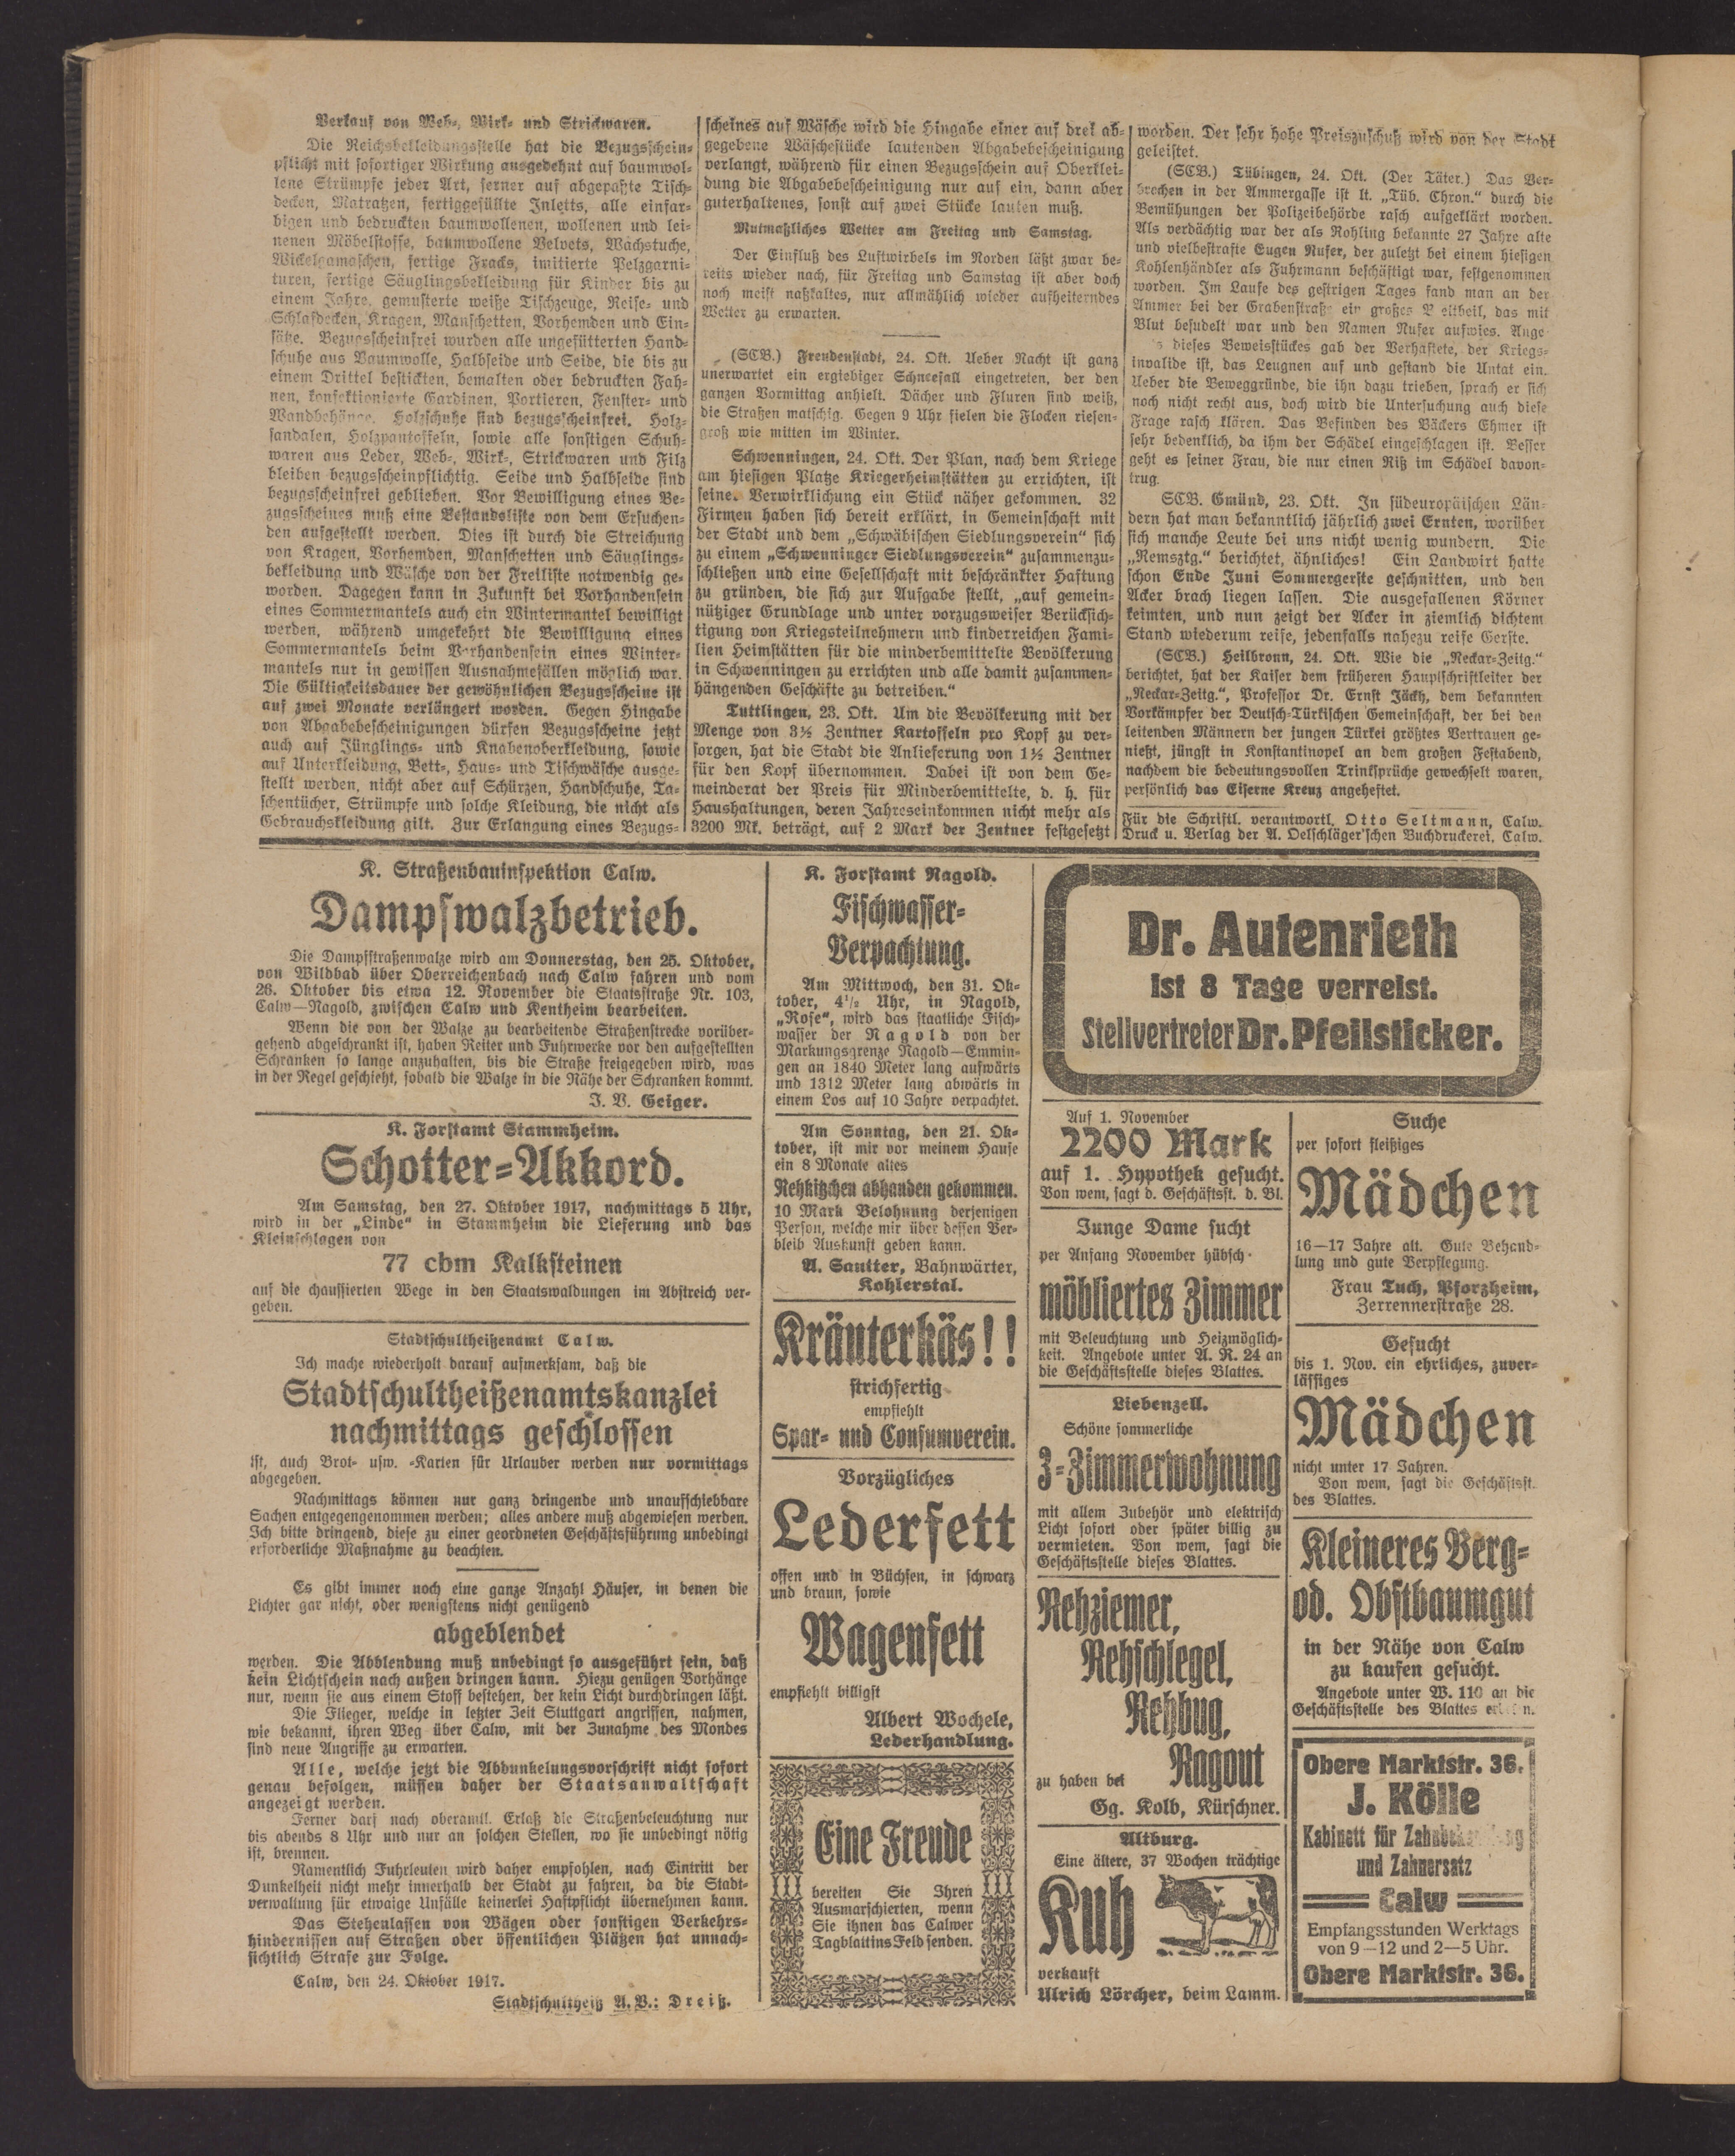 Verkauf von Web-, Wirk- und Strickwaren.
Die Reichsbekleidungsstelle hat die Bezugsschein-
pflicht mit sofortiger Wirkung ausgedehnt auf baumwol-
lene Strümpfe jeder Art, ferner auf abgepaßte Tisch-
decken, Matratzen, fertiggefüllte Inletts, alle einfar-
bigen und bedruckten baumwollenen, wollenen und lei-
nenen Möbelstoffe, baumwollene Velvets, Wachstuche,
Wickelgamaschen, fertige Fracks, imitierte Pelzgarni-
turen, fertige Säuglingsbekleidung für Kinder bis zu
einem Jahre, gemusterte weiße Tischzeuge, Reise- und
Schlafdecken, Kragen, Manschetten, Vorhemden und Ein-
sätze. Bezugsscheinfrei wurden alle ungefütterten Hand-
schuhe aus Baumwolle, Halbseide und Seide, die bis zu
einem Drittel bestickten, bemalten oder bedruckten Fah-
nen, konfektionierte Gardinen, Portieren, Fenster- und
Wandbehänge. Holzschuhe sind bezugsscheinfrei. Holz-
sandalen, Holzpantoffeln, sowie alle sonstigen Schuh-
waren aus Leder, Web-, Wirk-, Strickwaren und Filz
bleiben bezugsscheinpflichtig. Seide und Halbseide sind
bezugsscheinfrei geblieben. Vor Bewilligung eines Be-
zugsscheines muß eine Bestandsliste von dem Ersuchen-
den aufgestellt werden. Dies ist durch die Streichung
von Kragen, Vorhemden, Manschetten und Säuglings-
bekleidung und Wäsche von der Freiliste notwendig ge-
worden. Dagegen kann in Zukunft bei Vorhandensein
eines Sommermantels auch ein Wintermantel bewilligt
werden, während umgekehrt die Bewilligung eines
Sommermantels beim Vorhandensein eines Winter-
mantels nur in gewissen Ausnahmefällen möglich war.
Die Gültigkeitsdauer der gewöhnlichen Bezugsscheine ist
auf zwei Monate verlängert worden. Gegen Hingabe
von Abgabebescheinigungen dürfen Bezugsscheine jetzt
auch auf Jünglings- und Knabenoberkleidung, sowie
auf Unterkleidung, Bett-, Haus- und Tischwäsche ausge-
stellt werden, nicht aber auf Schürzen, Handschuhe, Ta-
schentücher, Strümpfe und solche Kleidung, die nicht als
Gebrauchskleidung gilt. Zur Erlangung eines Bezugs-
scheines auf Wäsche wird die Hingabe einer auf drei ab-
gegebene Wäschestücke lautenden Abgabebescheinigung
verlangt, während für einen Bezugsschein auf Oberklei-
dung die Abgabebescheinigung nur auf ein, dann aber
guterhaltenes, sonst auf zwei Stücke lauten muß.
Mutmaßliches Wetter am Freitag und Samstag.
Der Einfluß des Luftwirbels im Norden läßt zwar be-
reits wieder nach, für Freitag und Samstag ist aber doch
noch meist naßkaltes, nur allmählich wieder aufheiterndes
Wetter zu erwarten.
(SCB.) Freudenstadt, 24. Okt. Ueber Nacht ist ganz
unerwartet ein ergiebiger Schneefall eingetreten, der den
ganzen Vormittag anhielt. Dächer und Fluren sind weiß,
die Straßen matschig. Gegen 9 Uhr fielen die Flocken riesen-
groß wie mitten im Winter.
Schwenningen, 24. Okt. Der Plan, nach dem Kriege
am hiesigen Platze Kriegerheimstätten zu errichten, ist
seine. Verwirklichung ein Stück näher gekommen. 32
Firmen haben sich bereit erklärt, in Gemeinschaft mit
der Stadt und dem „Schwäbischen Siedlungsverein“ sich
zu einem „Schwenninger Siedlungsverein“ zusammenzu-
schließen und eine Gesellschaft mit beschränkter Haftung
zu gründen, die sich zur Aufgabe stellt, „auf gemein-
nütziger Grundlage und unter vorzugsweiser Berücksich-
tigung von Kriegsteilnehmern und kinderreichen Fami-
lien Heimstätten für die minderbemittelte Bevölkerung
in Schwenningen zu errichten und alle damit zusammen-
hängenden Geschäfte zu betreiben.“
Tuttlingen, 23. Okt. Um die Bevölkerung mit der
Menge von 3½ Zentner Kartoffeln pro Kopf zu ver-
sorgen, hat die Stadt die Anlieferung von 1½ Zentner
für den Kopf übernommen. Dabei ist von dem Ge-
meinderat der Preis für Minderbemittelte, d. h. für
Haushaltungen, deren Jahreseinkommen nicht mehr als
3200 Mk. beträgt, auf 2 Mark der Zentner festgesetzt
worden. Der sehr hohe Preiszuschuß wird von der Stadt
geleistet.
(SCB.) Tübingen, 24. Okt. (Der Täter.) Das Ver-
brechen in der Ammergasse ist lt. „Tüb. Chron.“ durch die
Bemühungen der Polizeibehörde rasch aufgeklärt worden.
Als verdächtig war der als Rohling bekannte 27 Jahre alte
und vielbestrafte Eugen Rufer, der zuletzt bei einem hiesigen
Kohlenhändler als Fuhrmann beschäftigt war, festgenommen
worden. Im Laufe des gestrigen Tages fand man an der
Ammer bei der Grabenstraße ein großes, das mit
Blut besudelt war und den Namen Rufer aufwies. Ange-
dieses Beweisstückes gab der Verhaftete, der Kriegs-
invalide ist, das Leugnen auf und gestand die Untat ein.
Ueber die Beweggründe, die ihn dazu trieben, sprach er sich
noch nicht recht aus, doch wird die Untersuchung auch diese
Frage rasch klären. Das Befinden des Bäckers Ehmer ist
sehr bedenklich, da ihm der Schädel eingeschlagen ist. Besser
geht es seiner Frau, die nur einen Riß im Schädel davon-
trug.
SCB. Gmünd, 23. Okt. In südeuropäischen Län-
dern hat man bekanntlich jährlich zwei Ernten, worüber
sich manche Leute bei uns nicht wenig wundern. Die
„Remsztg.“ berichtet, ähnliches! Ein Landwirt hatte
schon Ende Juni Sommergerste geschnitten, und den
Acker brach liegen lassen. Die ausgefallenen Körner
keimten, und nun zeigt der Acker in ziemlich dichtem
Stand wiederum reife, jedenfalls nahezu reife Gerste.
(SCB.) Heilbronn, 24. Okt. Wie die „Neckar-Zeitg.“
berichtet, hat der Kaiser dem früheren Hauptschriftleiter der
„Neckar-Zeitg.“, Professor Dr. Ernst Jäckh, dem bekannten
Vorkämpfer der Deutsch-Türkischen Gemeinschaft, der bei den
leitenden Männern der jungen Türkei größtes Vertrauen ge-
nießt, jüngst in Konstantinopel an dem großen Festabend,
nachdem die bedeutungsvollen Trinksprüche gewechselt waren,
persönlich das Eiserne Kreuz angeheftet.
Für die Schriftl. verantwortl. Otto Seltmann, Calw.
Druck u. Verlag der A. Oelschläger'schen Buchdruckerei, Calw.
K. Straßenbauinspektion Calw.
Dampfwalzbetrieb.
Die Dampfstraßenwalze wird am Donnerstag, den 25. Oktober,
von Wildbad über Oberreichenbach nach Calw fahren und vom
26. Oktober bis etwa 12. November die Staatsstraße Nr. 103,
Calw—Nagold, zwischen Calw und Kentheim bearbeiten.
Wenn die von der Walze zu bearbeitende Straßenstrecke vorüber-
gehend abgeschrankt ist, haben Reiter und Fuhrwerke vor den aufgestellten
Schranken so lange anzuhalten, bis die Straße freigegeben wird, was
in der Regel geschieht, sobald die Walze in die Nähe der Schranken kommt.
J. V. Geiger.
K. Forstamt Stammheim.
Schotter-Akkord.
Am Samstag, den 27. Oktober 1917, nachmittags 5 Uhr,
wird in der „Linde“ in Stammheim die Lieferung und das
Kleinschlagen von
77 cbm Kalksteinen
auf die chaussierten Wege in den Staatswaldungen im Abstreich ver-
geben.
Stadtschultheißenamt Calw.
Ich mache wiederholt darauf aufmerksam, daß die
Stadtschultheißenamtskanzlei
nachmittags geschlossen
ist, auch Brot- usw. -Karten für Urlauber werden nur vormittags
abgegeben.
Nachmittags können nur ganz dringende und unaufschiebbare
Sachen entgegengenommen werden; alles andere muß abgewiesen werden.
Ich bitte dringend, diese zu einer geordneten Geschäftsführung unbedingt
erforderliche Maßnahme zu beachten.
Es gibt immer noch eine ganze Anzahl Häuser, in denen die
Lichter gar nicht, oder wenigstens nicht genügend
abgeblendet
werden. Die Abblendung muß unbedingt so ausgeführt sein, daß
kein Lichtschein nach außen dringen kann. Hiezu genügen Vorhänge
nur, wenn sie aus einem Stoff bestehen, der kein Licht durchdringen läßt.
Die Flieger, welche in letzter Zeit Stuttgart angriffen, nahmen,
wie bekannt, ihren Weg über Calw, mit der Zunahme des Mondes
sind neue Angriffe zu erwarten.
Alle, welche jetzt die Abdunkelungsvorschrift nicht sofort
genau befolgen, müssen daher der Staatsanwaltschaft
angezeigt werden.
Ferner darf nach oberamtl. Erlaß die Straßenbeleuchtung nur
bis abends 8 Uhr und nur an solchen Stellen, wo sie unbedingt nötig
ist, brennen.
Namentlich Fuhrleuten wird daher empfohlen, nach Eintritt der
Dunkelheit nicht mehr innerhalb der Stadt zu fahren, da die Stadt-
verwaltung für etwaige Unfälle keinerlei Haftpflicht übernehmen kann.
Das Stehenlassen von Wägen oder sonstigen Verkehrs-
hindernissen auf Straßen oder öffentlichen Plätzen hat unnach-
sichtlich Strafe zur Folge.
Calw, den 24. Oktober 1917.
Stadtschultheiß A.V.: Dreiß.
K. Forstamt Nagold.
Fischwasser-
Verpachtung.
Am Mittwoch, den 31. Ok-
tober, 4½ Uhr, in Nagold,
„Rose“, wird das staatliche Fisch-
wasser der Nagold von der
Markungsgrenze Nagold—Emmin-
gen an 1840 Meter lang aufwärts
und 1312 Meter lang abwärts in
einem Los auf 10 Jahre verpachtet.
Am Sonntag, den 21. Ok-
tober, ist mir vor meinem Hause
ein 8 Monate altes
Rehkitzchen abhanden gekommen.
10 Mark Belohnung derjenigen
Person, welche mir über dessen Ver-
bleib Auskunft geben kann.
A. Sautter, Bahnwärter,
Kohlerstal.
Kräuterkäs!!
strichfertig
empfiehlt
Spar- und Consumverein.
Vorzügliches
Lederfett
offen und in Büchsen, in schwarz
und braun, sowie
Wagenfett
empfiehlt billigst
Albert Wochele,
Lederhandlung.
Eine Freude
bereiten Sie Ihren
Ausmarschierten, wenn
Sie ihnen das Calwer
Tagblatt ins Feld senden.
Dr. Autenrieth
ist 8 Tage verreist.
Stellvertreter Dr. Pfeilsticker.
Auf 1. November
2200 Mark
auf 1. Hypothek gesucht.
Von wem, sagt d. Geschäftsst. d. Bl.
Junge Dame sucht
per Anfang November hübsch
möbliertes Zimmer
mit Beleuchtung und Heizmöglich-
keit. Angebote unter A. R. 24 an
die Geschäftsstelle dieses Blattes.
Liebenzell.
Schöne sommerliche
3-Zimmerwohnung
mit allem Zubehör und elektrisch
Licht sofort oder später billig zu
vermieten. Von wem, sagt die
Geschäftsstelle dieses Blattes.
Rehziemer,
Rehschlegel,
Rehbug,
Ragout
zu haben bei
Gg. Kolb, Kürschner.
Altburg.
Eine ältere, 37 Wochen trächtige
Kuh
verkauft
Ulrich Lörcher, beim Lamm.
Suche
per sofort fleißiges
Mädchen
16—17 Jahre alt. Gute Behand-
lung und gute Verpflegung.
Frau Tuch, Pforzheim,
Zerrennerstraße 28.
Gesucht
bis 1. Nov. ein ehrliches, zuver-
lässiges
Mädchen
nicht unter 17 Jahren.
Von wem, sagt die Geschäftsst.
des Blattes.
Kleineres Berg-
od. Obstbaumgut
in der Nähe von Calw
zu kaufen gesucht.
Angebote unter W. 110 an die
Geschäftsstelle des Blattes
Obere Marktstr. 36.
J. Kölle
Kabinett für Zahnbehandlung
und Zahnersatz
Calw
Empfangsstunden Werktags
von 9—12 und 2—5 Uhr.
Obere Marktstr. 36.